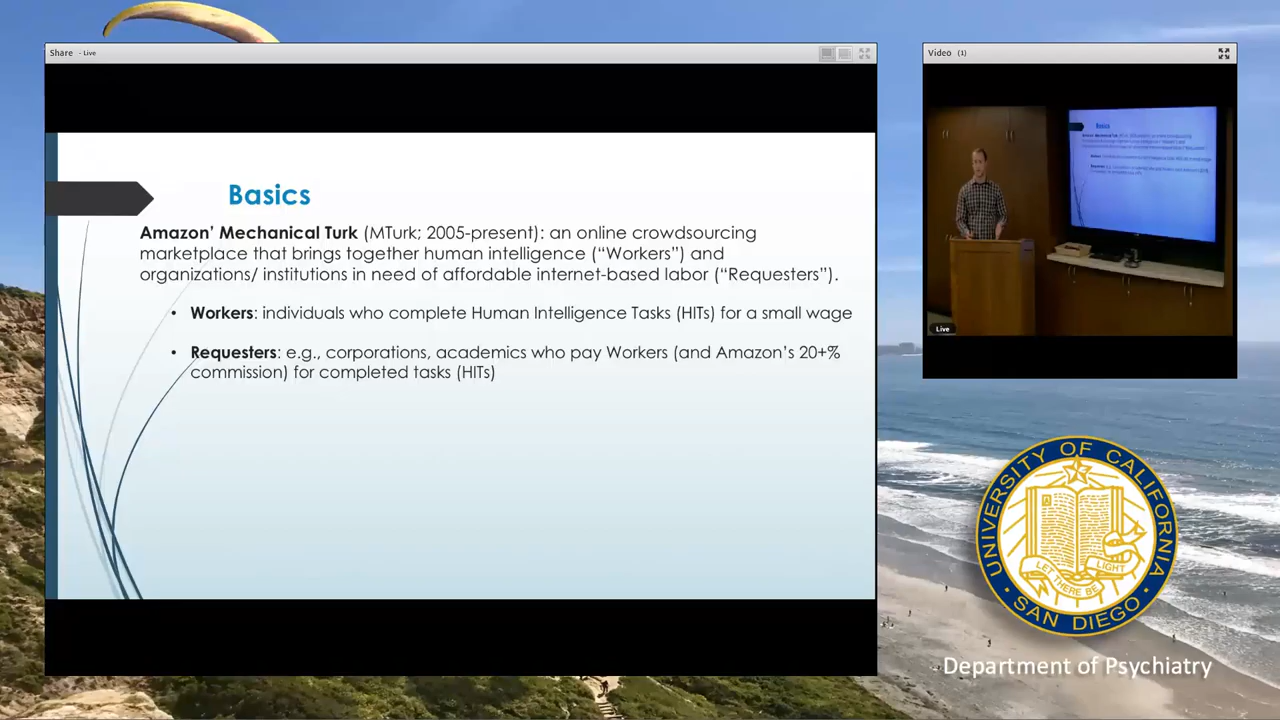 Share - Live
Video (1)
Basics
Amazon’ Mechanical Turk (MTurk; 2005-present): an online crowdsourcing
marketplace that brings together human intelligence (“Workers”) and
organizations/ institutions in need of affordable internet-based labor (“Requesters”).
• Workers: individuals who complete Human Intelligence Tasks (HITs) for a small wage
• Requesters: e.g., corporations, academics who pay Workers (and Amazon’s 20+%
commission) for completed tasks (HITs)
Basics
Live
UNIVERSITY OF CALIFORNIA
LET THERE BE LIGHT
• SAN DIEGO •
Department of Psychiatry